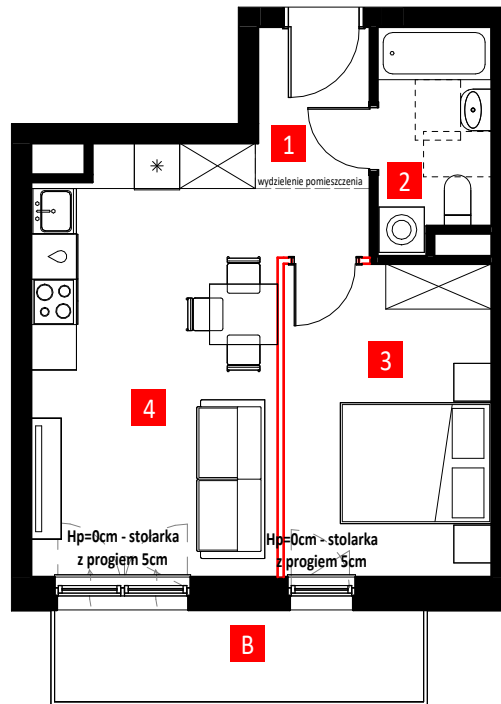 1
2
wydzielenie pomieszczenia
3
4
Hp=0cm - stolarka
z progiem 5cm
Hp=0cm - stolarka
z progiem 5cm
B